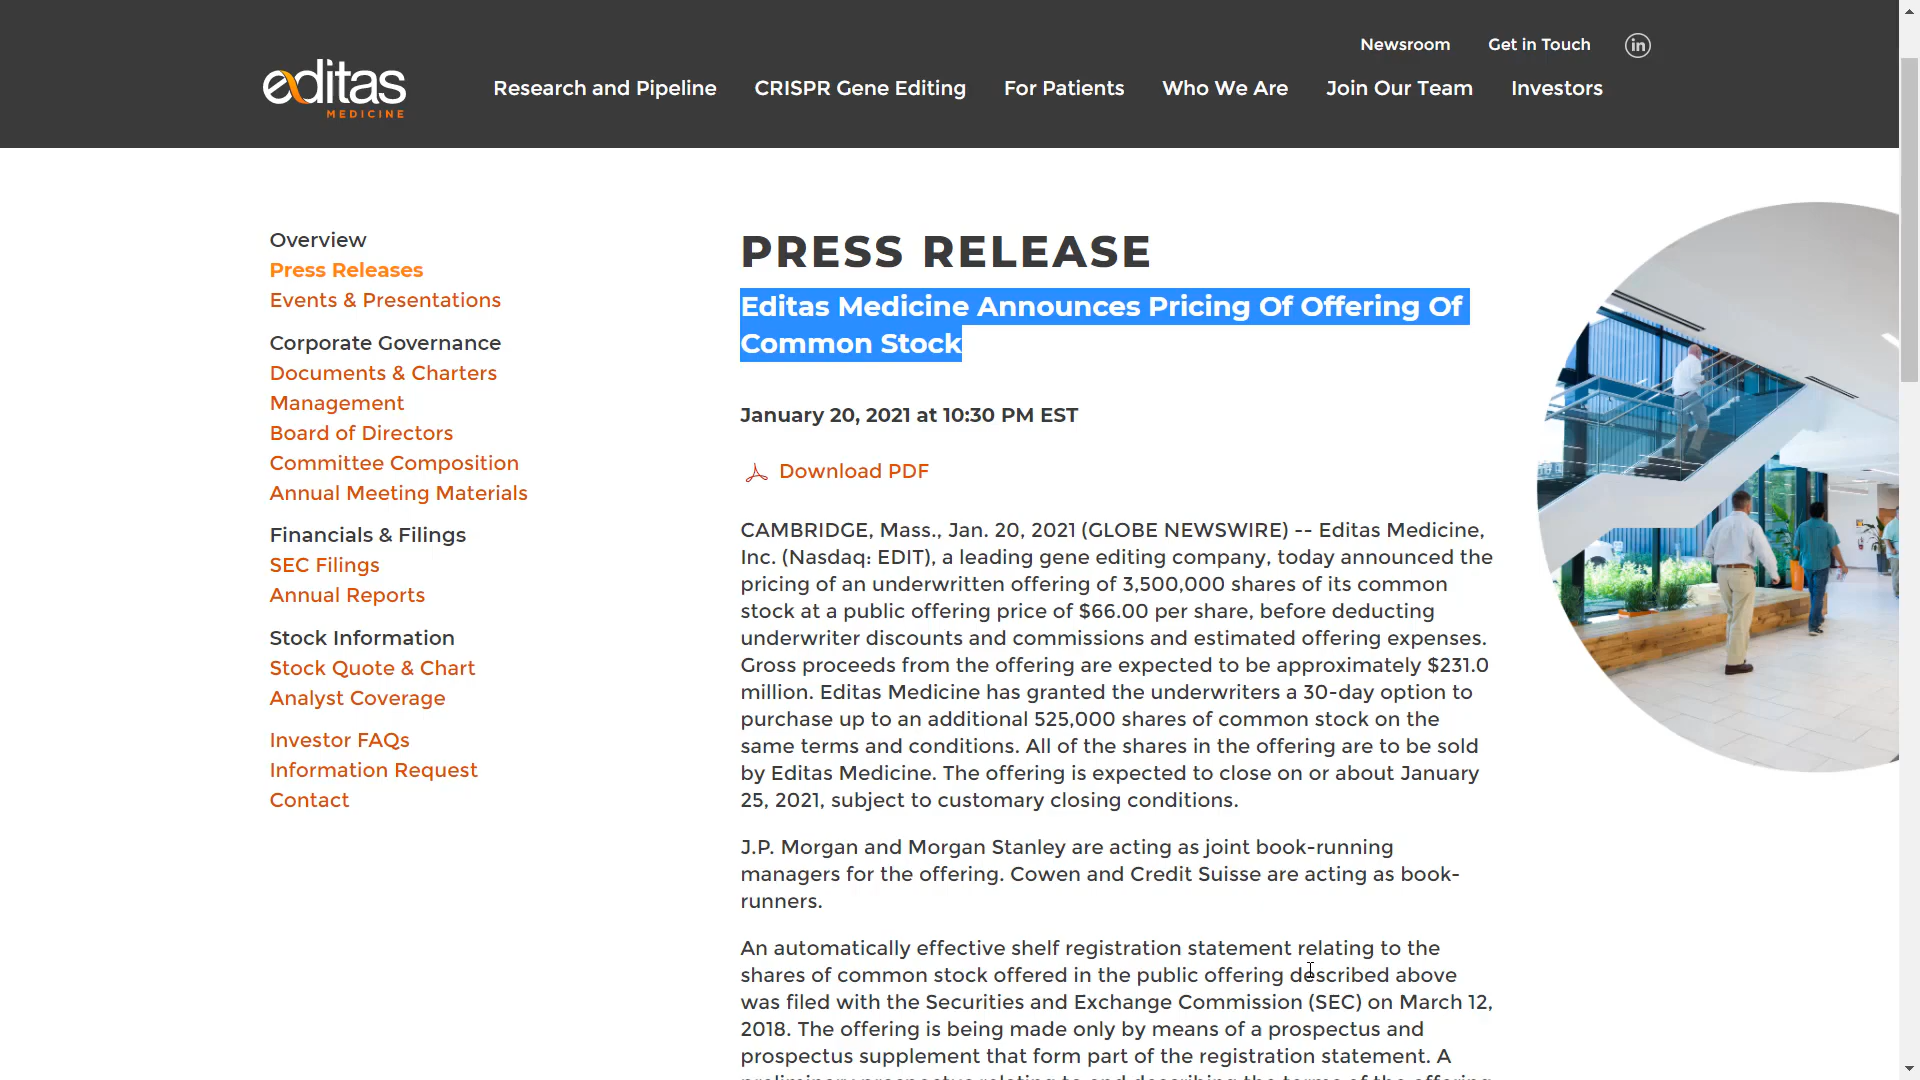 Newsroom
Get in Touch
in
editas
MEDICINE
Research and Pipeline
CRISPR Gene Editing
For Patients
Who We Are
Join Our Team
Investors
Overview
Press Releases
Events & Presentations
Corporate Governance
Documents & Charters
Management
Board of Directors
Committee Composition
Annual Meeting Materials
Financials & Filings
SEC Filings
Annual Reports
Stock Information
Stock Quote & Chart
Analyst Coverage
Investor FAQs
Information Request
Contact
PRESS RELEASE
Editas Medicine Announces Pricing Of Offering Of
Common Stock
January 20, 2021 at 10:30 PM EST
Download PDF
CAMBRIDGE, Mass., Jan. 20, 2021 (GLOBE NEWSWIRE) -- Editas Medicine,
Inc. (Nasdaq: EDIT), a leading gene editing company, today announced the
pricing of an underwritten offering of 3,500,000 shares of its common
stock at a public offering price of $66.00 per share, before deducting
underwriter discounts and commissions and estimated offering expenses.
Gross proceeds from the offering are expected to be approximately $231.0
million. Editas Medicine has granted the underwriters a 30-day option to
purchase up to an additional 525,000 shares of common stock on the
same terms and conditions. All of the shares in the offering are to be sold
by Editas Medicine. The offering is expected to close on or about January
25, 2021, subject to customary closing conditions.
J.P. Morgan and Morgan Stanley are acting as joint book-running
managers for the offering. Cowen and Credit Suisse are acting as book-
runners.
An automatically effective shelf registration statement relating to the
shares of common stock offered in the public offering described above
was filed with the Securities and Exchange Commission (SEC) on March 12,
2018. The offering is being made only by means of a prospectus and
prospectus supplement that form part of the registration statement. A
preliminary prospectus relating to and describing the terms of the offering